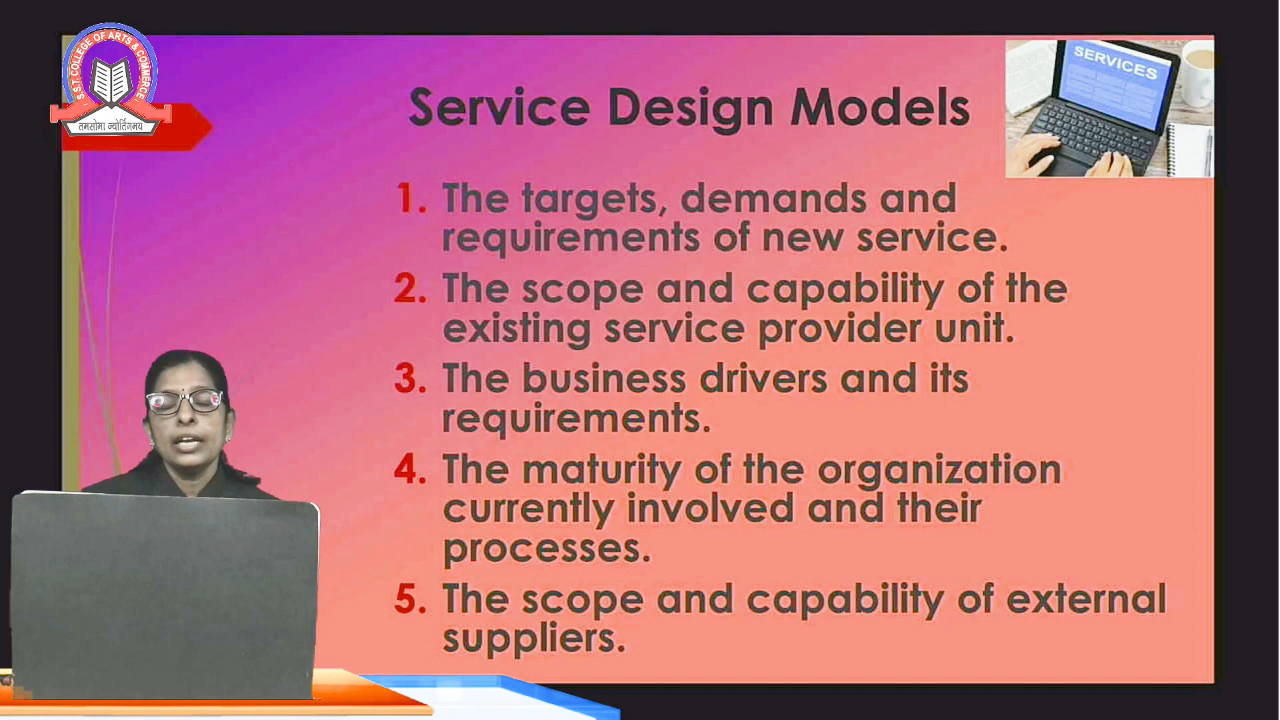 S.S.T. COLLEGE OF ARTS & COMMERCE
तमसोमा ज्योर्तिगमय
SERVICES
Service Design Models
1. The targets, demands and
requirements of new service.
2. The scope and capability of the
existing service provider unit.
3. The business drivers and its
requirements.
4. The maturity of the organization
currently involved and their
processes.
5. The scope and capability of external
suppliers.